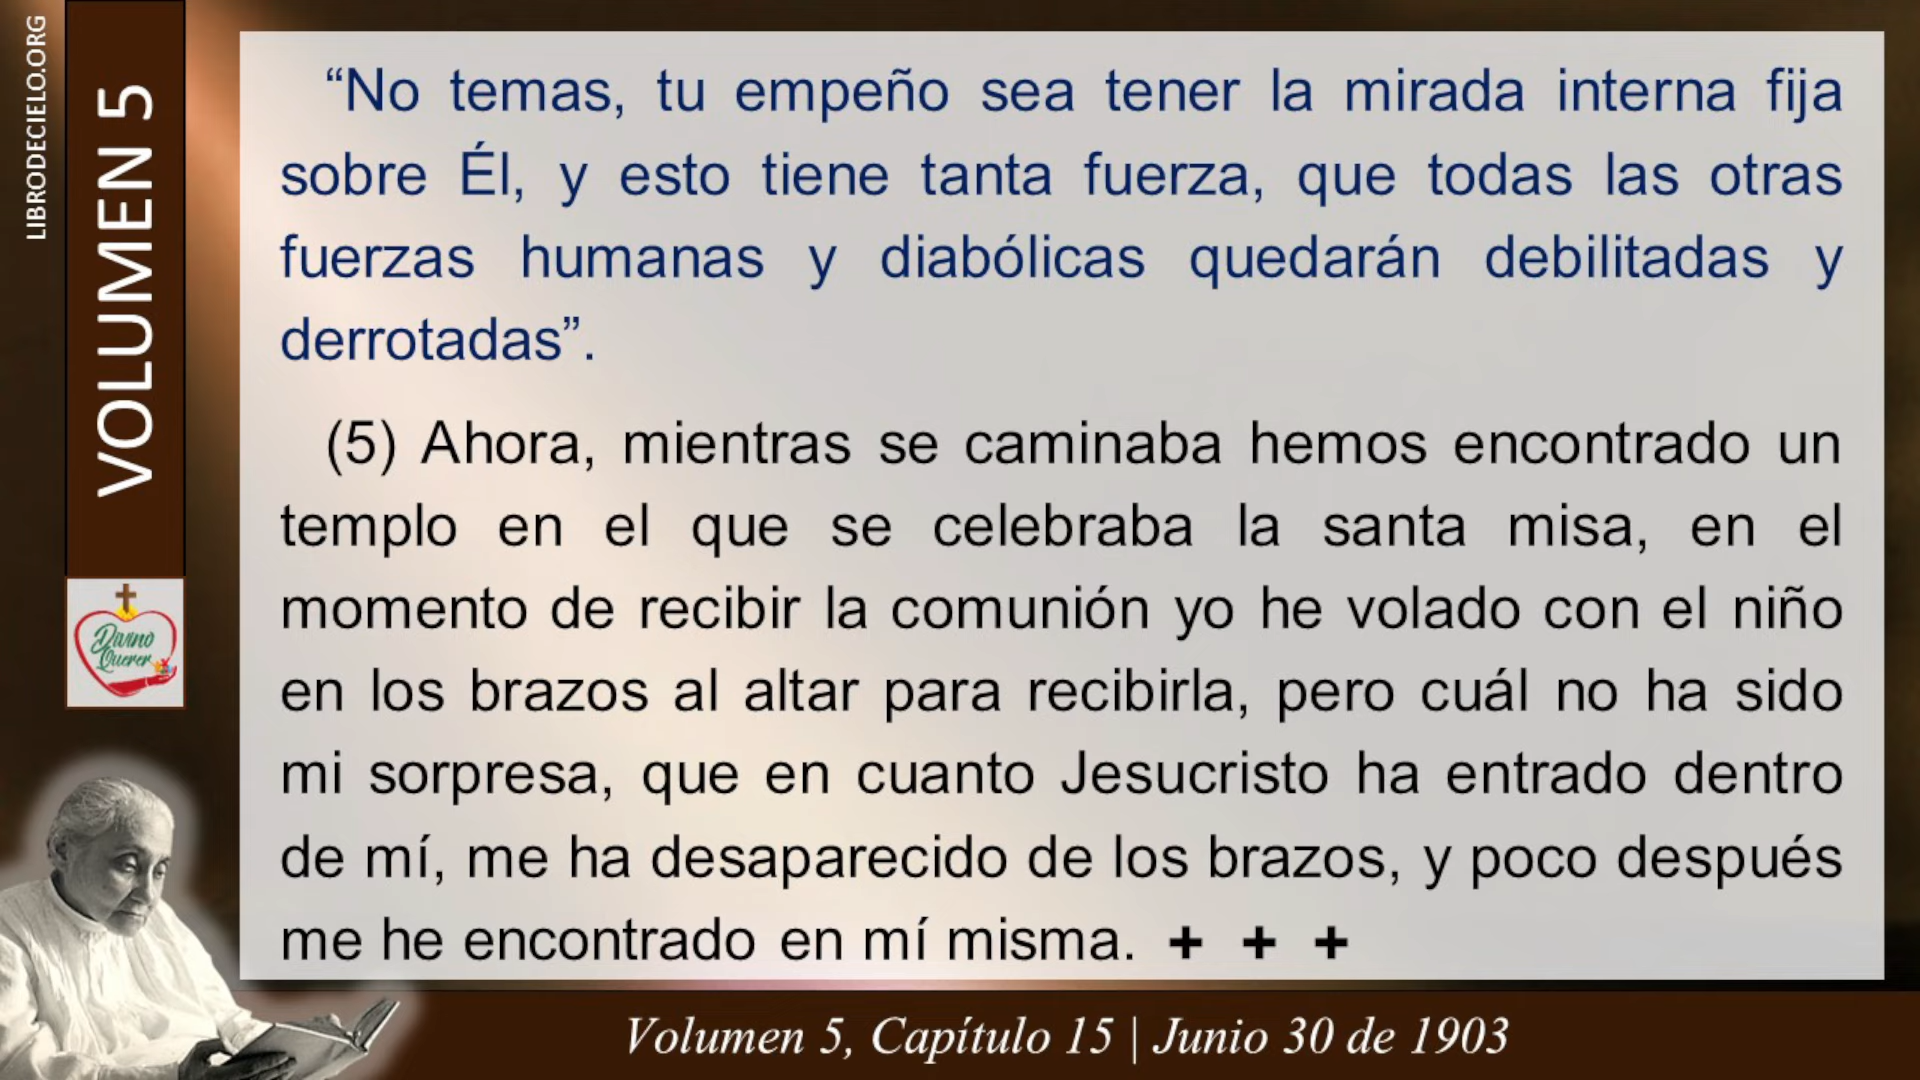 LIBRODECIELO.ORG
VOLUMEN 5
Divino
Querer
“No temas, tu empeño sea tener la mirada interna fija
sobre Él, y esto tiene tanta fuerza, que todas las otras
fuerzas humanas y diabólicas quedarán debilitadas y
derrotadas”.
(5) Ahora, mientras se caminaba hemos encontrado un
templo en el que se celebraba la santa misa, en el
momento de recibir la comunión yo he volado con el niño
en los brazos al altar para recibirla, pero cuál no ha sido
mi sorpresa, que en cuanto Jesucristo ha entrado dentro
de mí, me ha desaparecido de los brazos, y poco después
me he encontrado en mí misma. + + +
Volumen 5, Capítulo 15 | Junio 30 de 1903